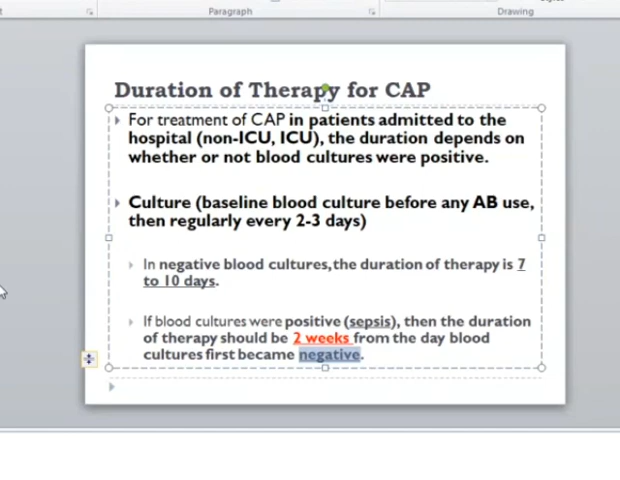 Paragraph
Drawing
Duration of Therapy for CAP
For treatment of CAP in patients admitted to the
hospital (non-ICU, ICU), the duration depends on
whether or not blood cultures were positive.
Culture (baseline blood culture before any AB use,
then regularly every 2-3 days)
In negative blood cultures, the duration of therapy is 7
to 10 days.
If blood cultures were positive (sepsis), then the duration
of therapy should be 2 weeks from the day blood
cultures first became negative.